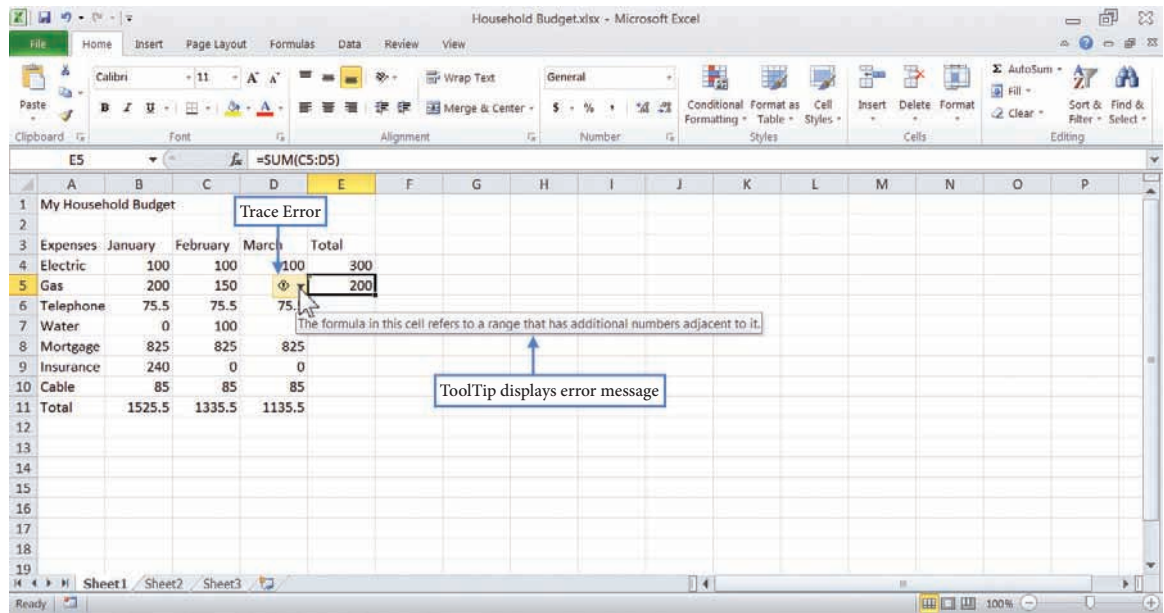 Household Budget.xlsx - Microsoft Excel
File Home Insert Page Layout Formulas Data Review View
Paste
Calibri 11 A A
B I U A
Wrap Text
Merge & Center
General
$ % ,
Conditional Formatting
Format as Table
Cell Styles
Insert Delete Format
Σ AutoSum
Fill
Clear
Sort & Filter
Find & Select
Clipboard Font Alignment Number Styles Cells Editing
E5 fx =SUM(C5:D5)
A B C D E F G H I J K L M N O P
1 My Household Budget
Trace Error
2
3 Expenses January February March Total
4 Electric 100 100 100 300
5 Gas 200 150 200
6 Telephone 75.5 75.5 75.
The formula in this cell refers to a range that has additional numbers adjacent to it.
7 Water 0 100
8 Mortgage 825 825 825
9 Insurance 240 0 0
10 Cable 85 85 85
ToolTip displays error message
11 Total 1525.5 1335.5 1135.5
12
13
14
15
16
17
18
19
Sheet1 Sheet2 Sheet3
Ready 100%